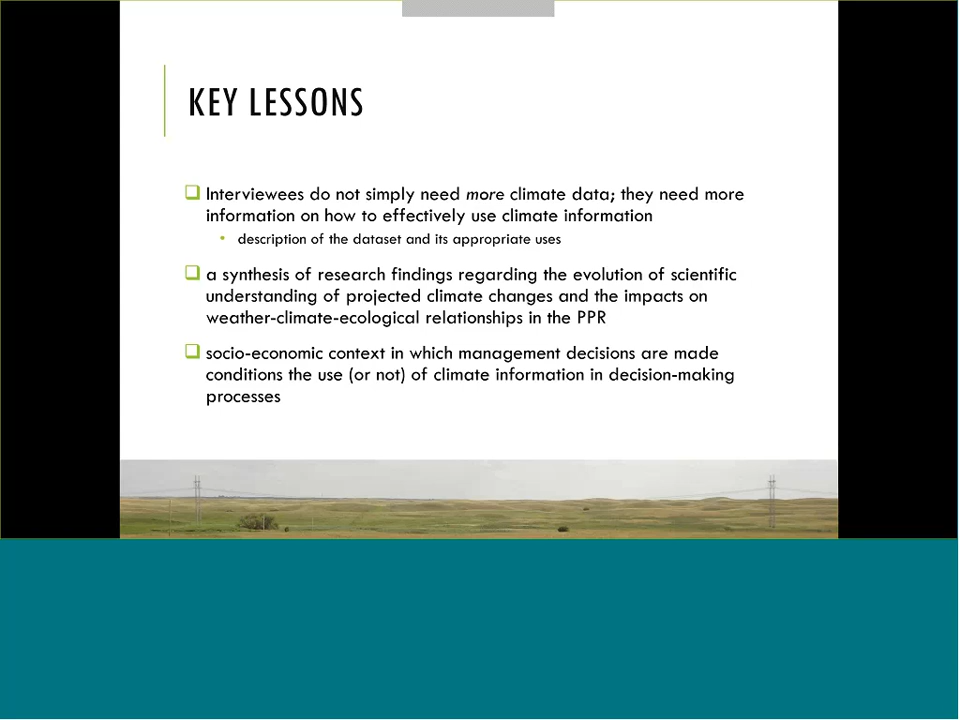 KEY LESSONS
Interviewees do not simply need more climate data; they need more
information on how to effectively use climate information
description of the dataset and its appropriate uses
a synthesis of research findings regarding the evolution of scientific
understanding of projected climate changes and the impacts on
weather-climate-ecological relationships in the PPR
socio-economic context in which management decisions are made
conditions the use (or not) of climate information in decision-making
processes